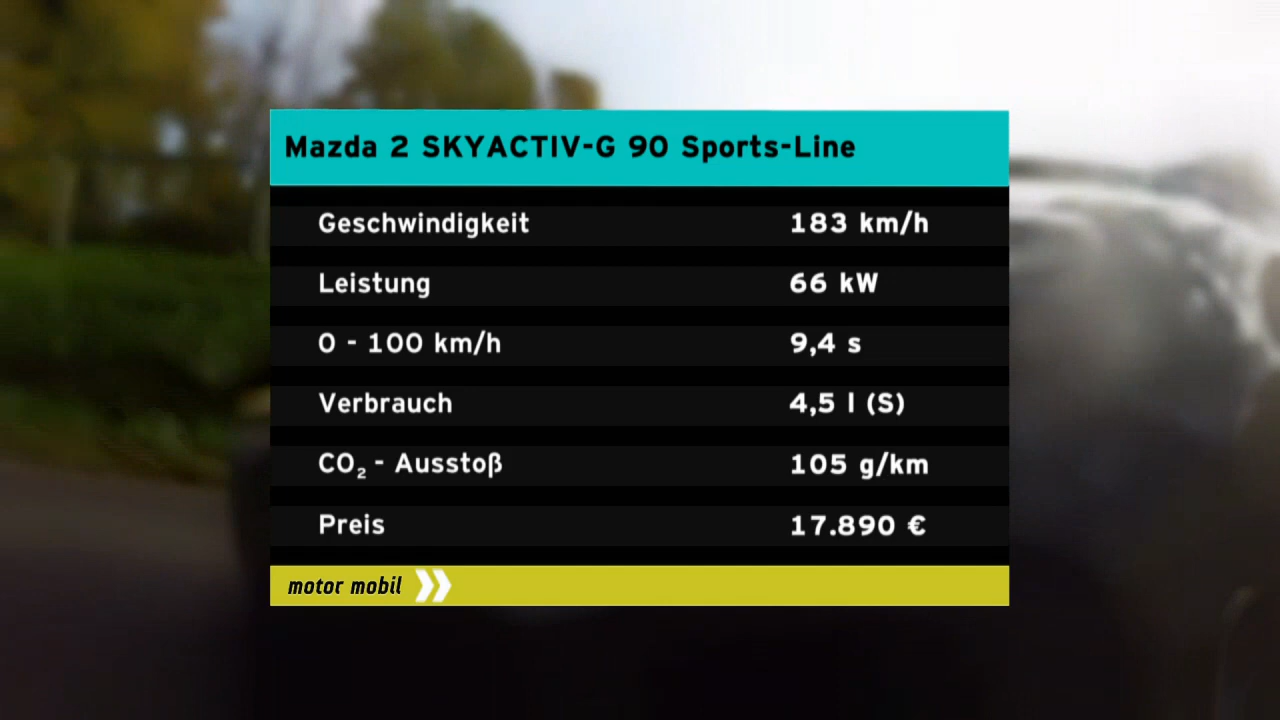 Mazda 2 SKYACTIV-G 90 Sports-Line
Geschwindigkeit 183 km/h
Leistung 66 kW
0 - 100 km/h 9,4 s
Verbrauch 4,5 l (S)
CO₂ - Ausstoß 105 g/km
Preis 17.890 €
motor mobil